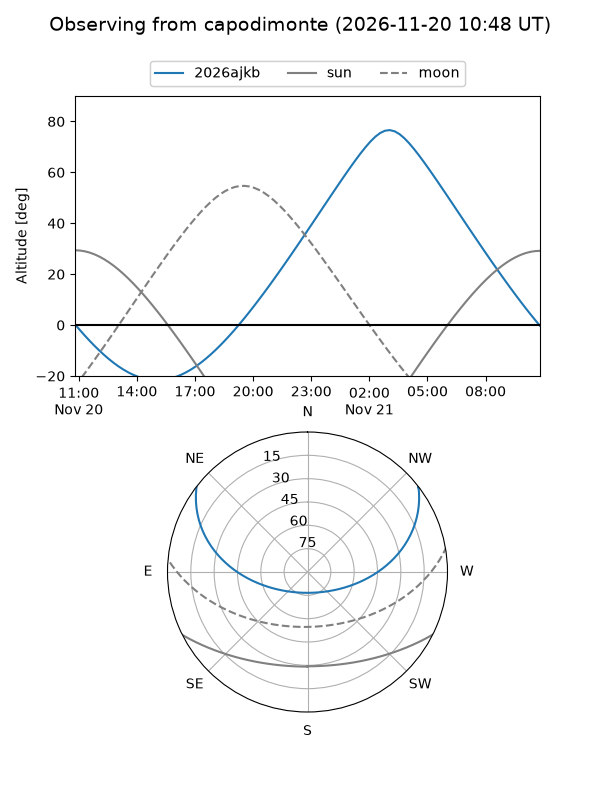 Observing from capodimonte (2026-11-20 10:48 UT)
2026ajkb sun moon
Altitude [deg]
80
60
40
20
0
−20
11:00 14:00 17:00 20:00 23:00 02:00 05:00 08:00
Nov 20 Nov 21
N
NE NW
15
30
45
60
75
E W
SE SW
S